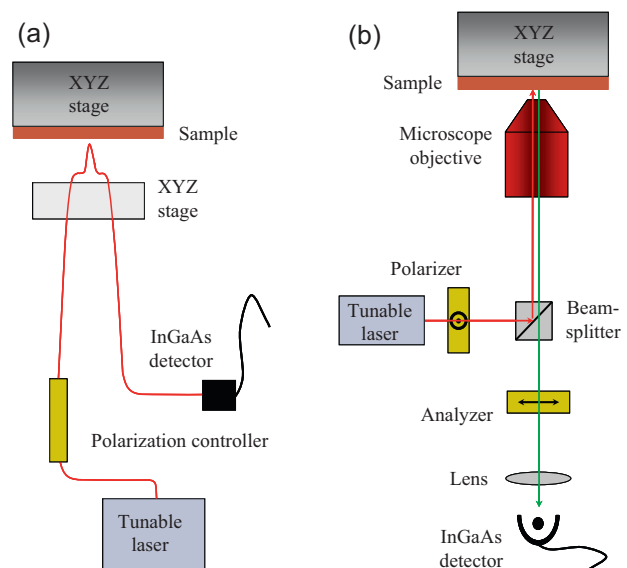 (a)
XYZ
stage
Sample
XYZ
stage
InGaAs
detector
Polarization controller
Tunable
laser
(b)
XYZ
stage
Sample
Microscope
objective
Polarizer
Tunable
laser
Beam-
splitter
Analyzer
Lens
InGaAs
detector